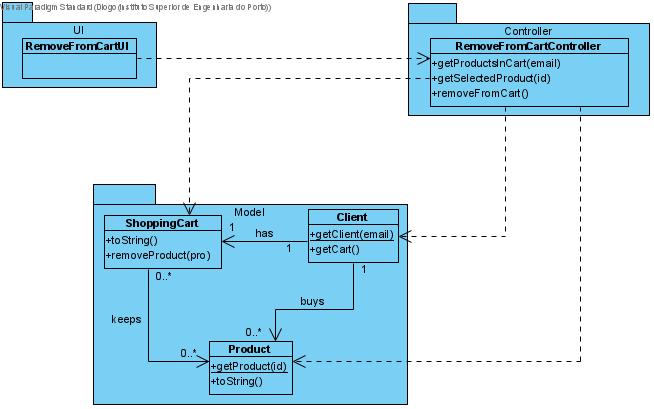 Visual Paradigm Standard (Diogo (Instituto Superior de Engenharia do Porto))
UI
RemoveFromCartUI
Controller
RemoveFromCartController
+getProductsInCart(email)
+getSelectedProduct(id)
+removeFromCart()
Model
ShoppingCart
+toString()
+removeProduct(pro)
1
has
1
Client
+getClient(email)
+getCart()
0..*
1
keeps
buys
0..*
0..*
Product
+getProduct(id)
+toString()